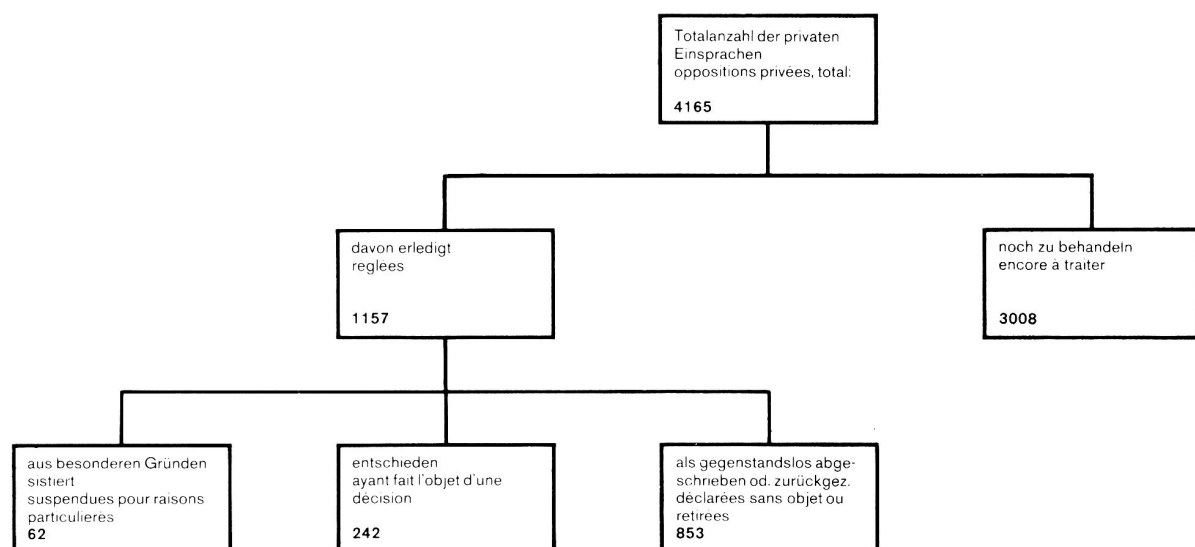 Totalanzahl der privaten
Einsprachen
oppositions privées, total:
4165
davon erledigt
reglées
1157
noch zu behandeln
encore à traiter
3008
aus besonderen Gründen
sistiert
suspendues pour raisons
particulierès
62
entschieden
ayant fait l'objet d'une
décision
242
als gegenstandslos abge-
schrieben od. zurückgez.
déclarées sans objet ou
retirées
853